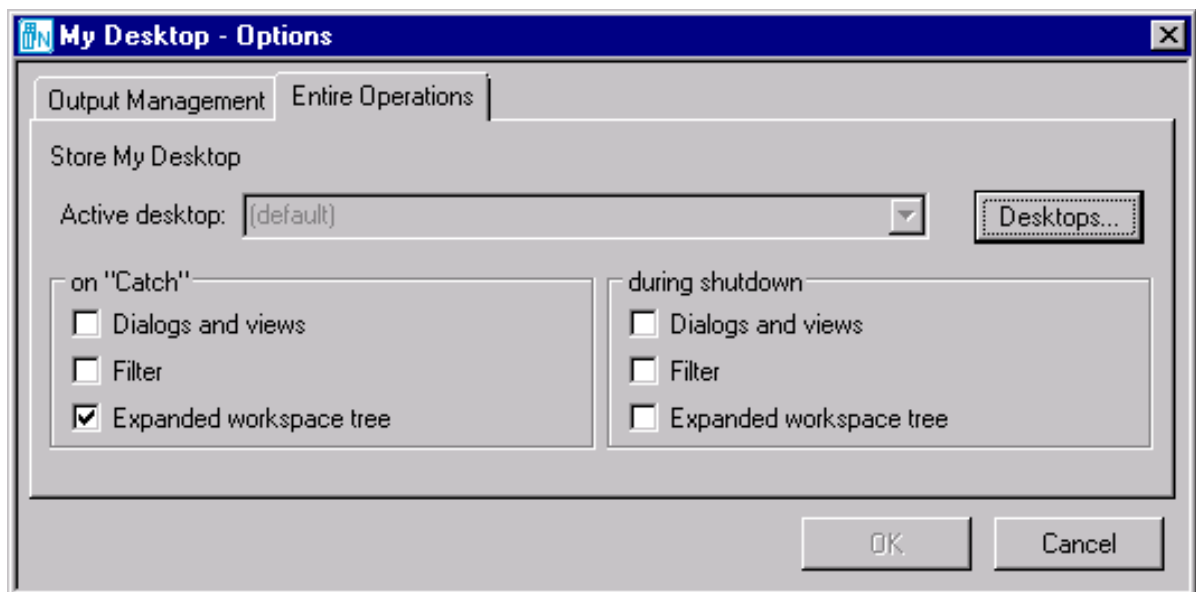 My Desktop - Options
Output Management Entire Operations
Store My Desktop
Active desktop: (default) Desktops...
on "Catch" during shutdown
Dialogs and views Dialogs and views
Filter Filter
Expanded workspace tree Expanded workspace tree
OK Cancel